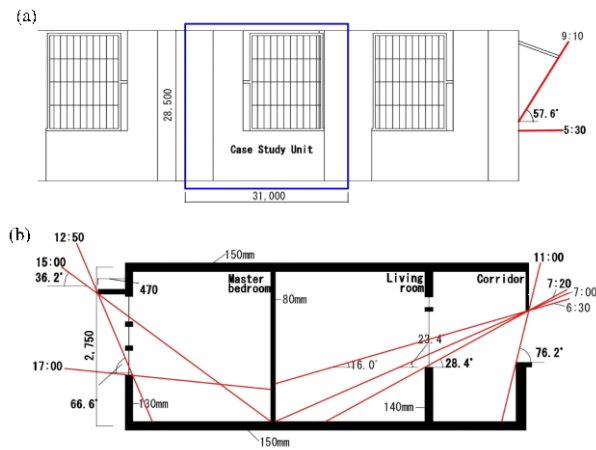 (a)
9:10
28,500
57.6°
5:30
Case Study Unit
31,000
(b)
12:50
150mm
11:00
15:00
36.2°
470
Master bedroom
Living room
Corridor
7:20
7:00
6:30
80mm
2,750
23.4°
17:00
16.0°
28.4°
76.2°
66.6°
130mm
140mm
150mm